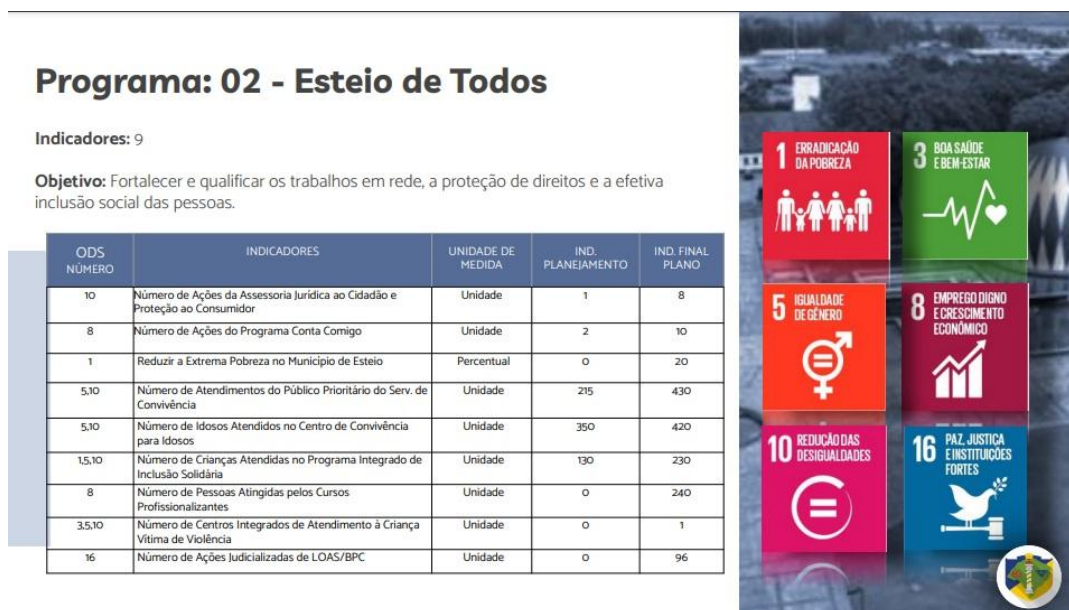 Programa: 02 - Esteio de Todos
Indicadores: 9
Objetivo: Fortalecer e qualificar os trabalhos em rede, a proteção de direitos e a efetiva
inclusão social das pessoas.
ODS NÚMERO INDICADORES UNIDADE DE MEDIDA IND. PLANEJAMENTO IND. FINAL PLANO
10 Número de Ações da Assessoria Jurídica ao Cidadão e Proteção ao Consumidor Unidade 1 8
8 Número de Ações do Programa Conta Comigo Unidade 2 10
1 Reduzir a Extrema Pobreza no Município de Esteio Percentual 0 20
5,10 Número de Atendimentos do Público Prioritário do Serv. de Convivência Unidade 215 430
5,10 Número de Idosos Atendidos no Centro de Convivência para Idosos Unidade 350 420
1,5,10 Número de Crianças Atendidas no Programa Integrado de Inclusão Solidária Unidade 130 230
8 Número de Pessoas Atingidas pelos Cursos Profissionalizantes Unidade 0 240
3,5,10 Número de Centros Integrados de Atendimento à Criança Vítima de Violência Unidade 0 1
16 Número de Ações Judicializadas de LOAS/BPC Unidade 0 96
1 ERRADICAÇÃO
DA POBREZA
3 BOA SAÚDE
E BEM-ESTAR
5 IGUALDADE
DE GÊNERO
8 EMPREGO DIGNO
E CRESCIMENTO
ECONÔMICO
10 REDUÇÃO DAS
DESIGUALDADES
16 PAZ, JUSTIÇA
E INSTITUIÇÕES
FORTES